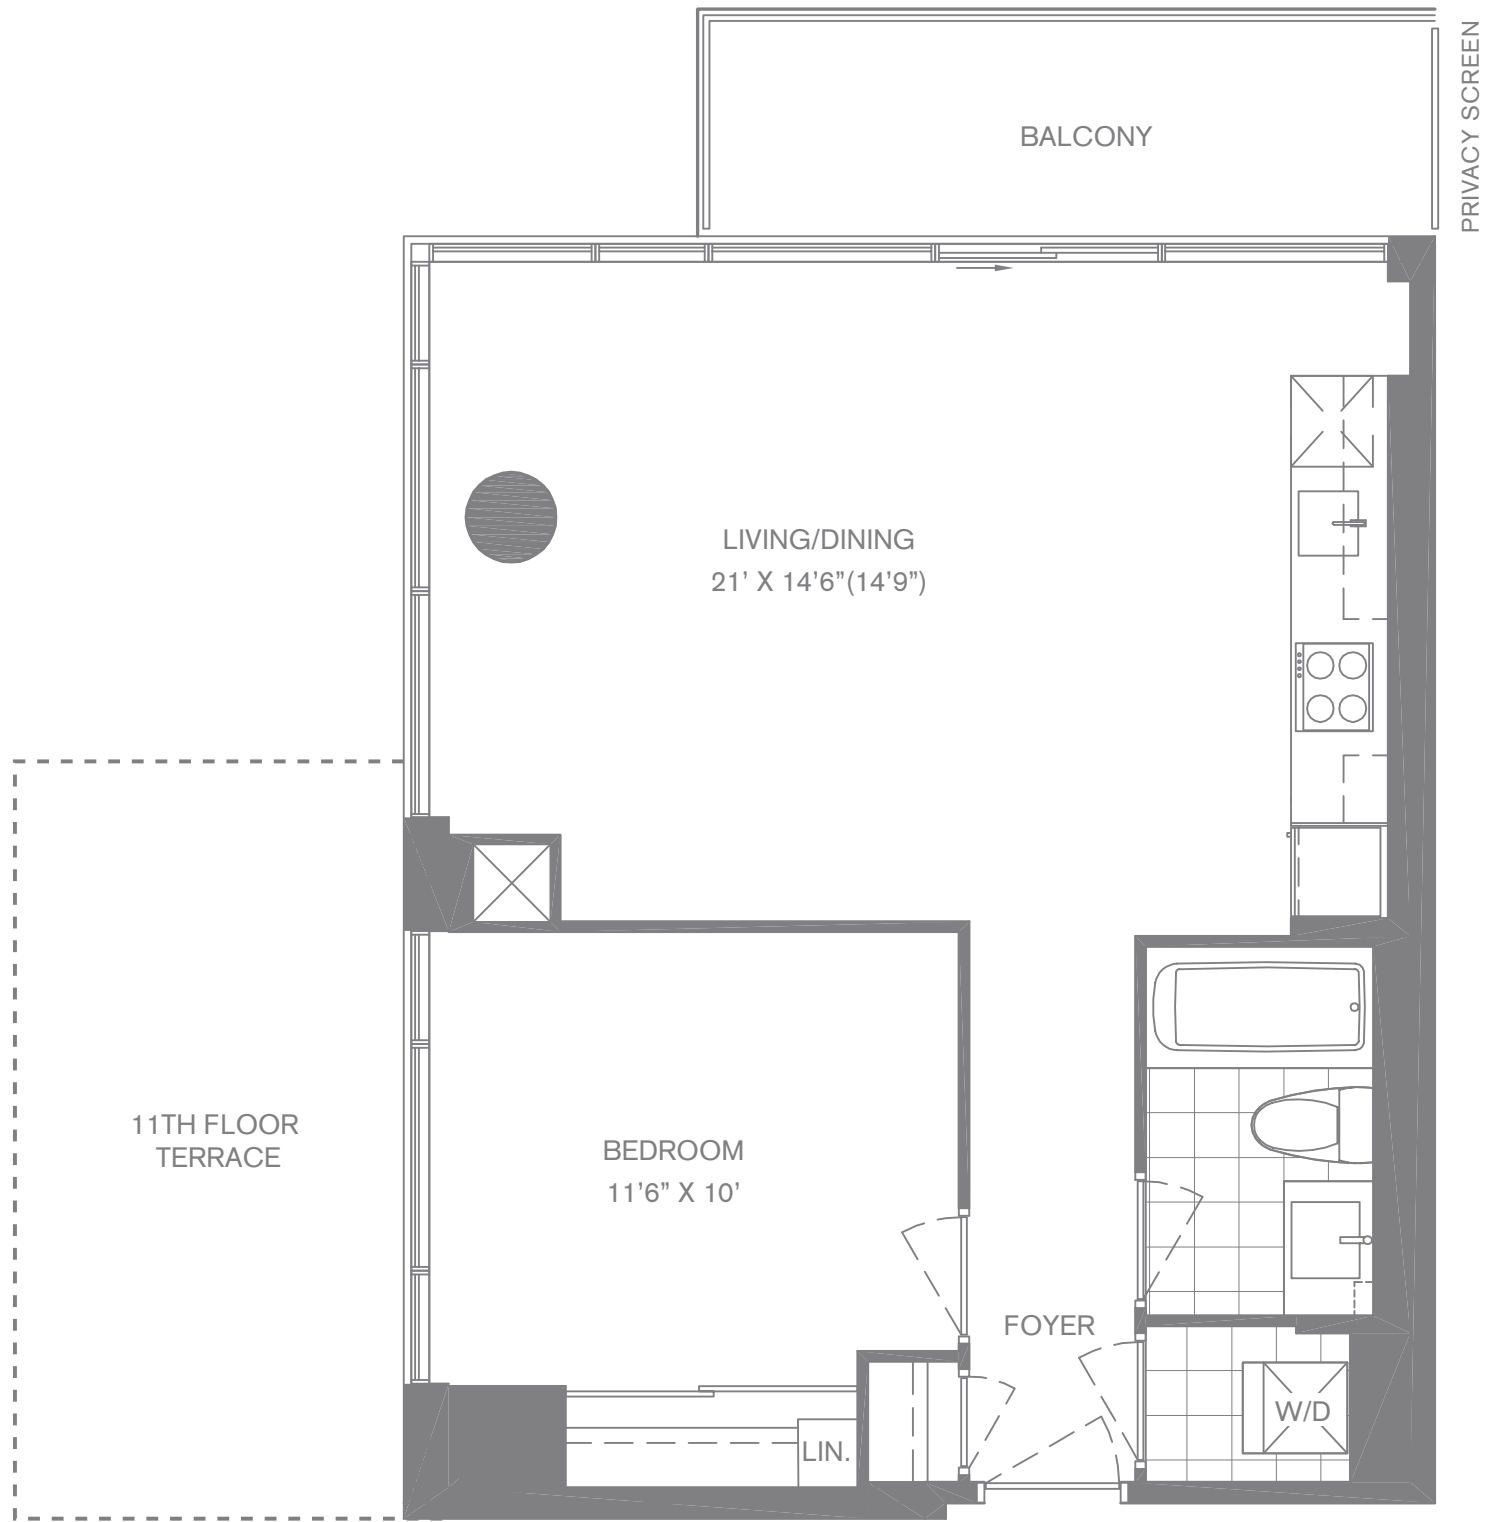 BALCONY
PRIVACY SCREEN
LIVING/DINING
21’ X 14’6”(14’9”)
11TH FLOOR
TERRACE
BEDROOM
11’6” X 10’
FOYER
W/D
LIN.